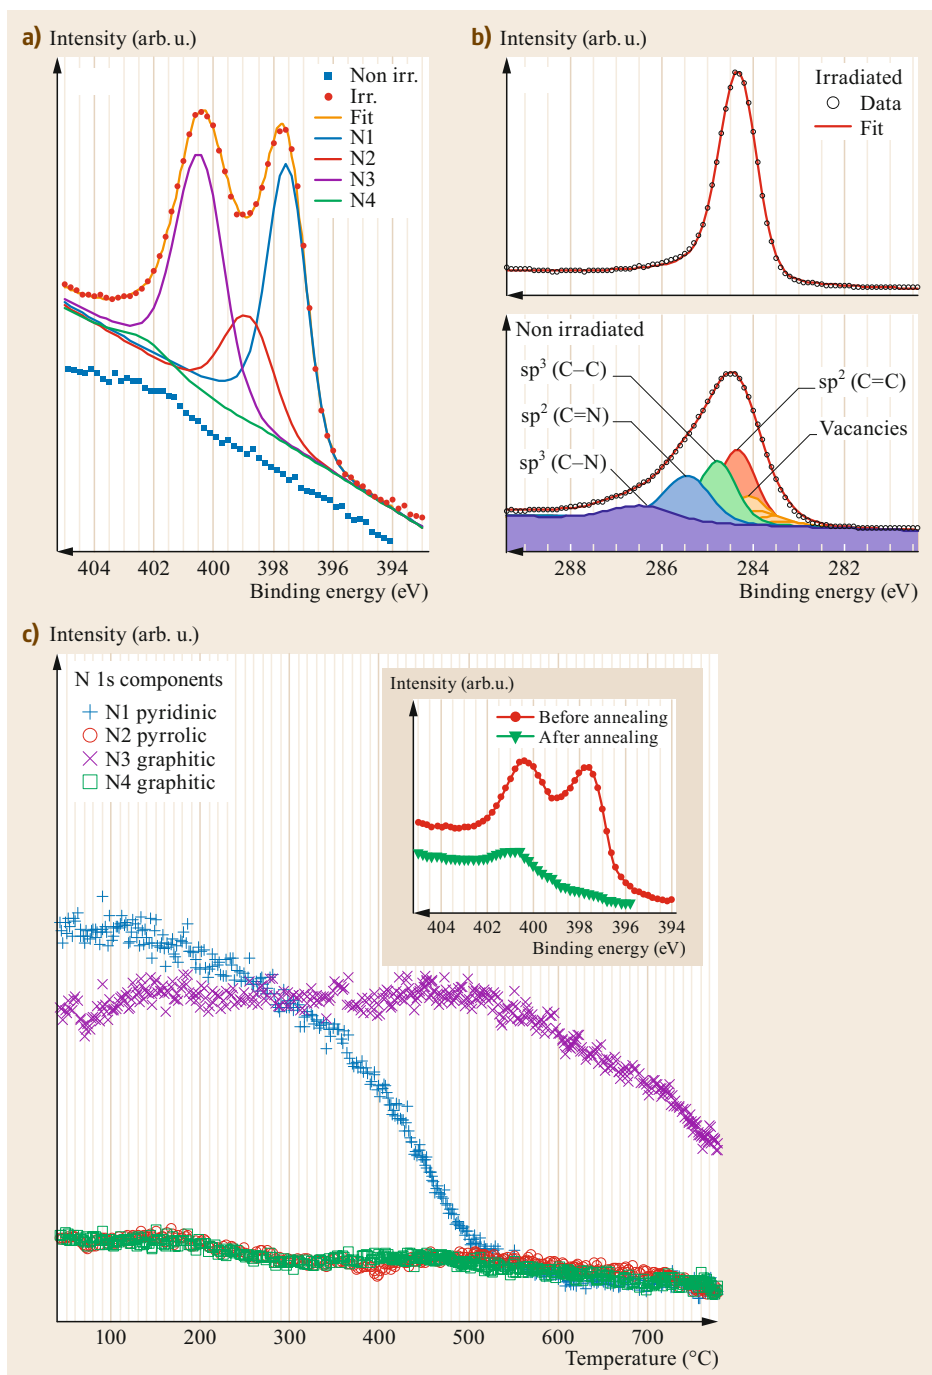 a) Intensity (arb. u.)
Non irr.
Irr.
Fit
N1
N2
N3
N4
404 402 400 398 396 394
Binding energy (eV)
b) Intensity (arb. u.)
Irradiated
Data
Fit
Non irradiated
sp³ (C–C)
sp² (C=N)
sp³ (C–N)
sp² (C=C)
Vacancies
288 286 284 282
Binding energy (eV)
c) Intensity (arb. u.)
N 1s components
N1 pyridinic
N2 pyrrolic
N3 graphitic
N4 graphitic
Intensity (arb.u.)
Before annealing
After annealing
404 402 400 398 396 394
Binding energy (eV)
100 200 300 400 500 600 700
Temperature (°C)